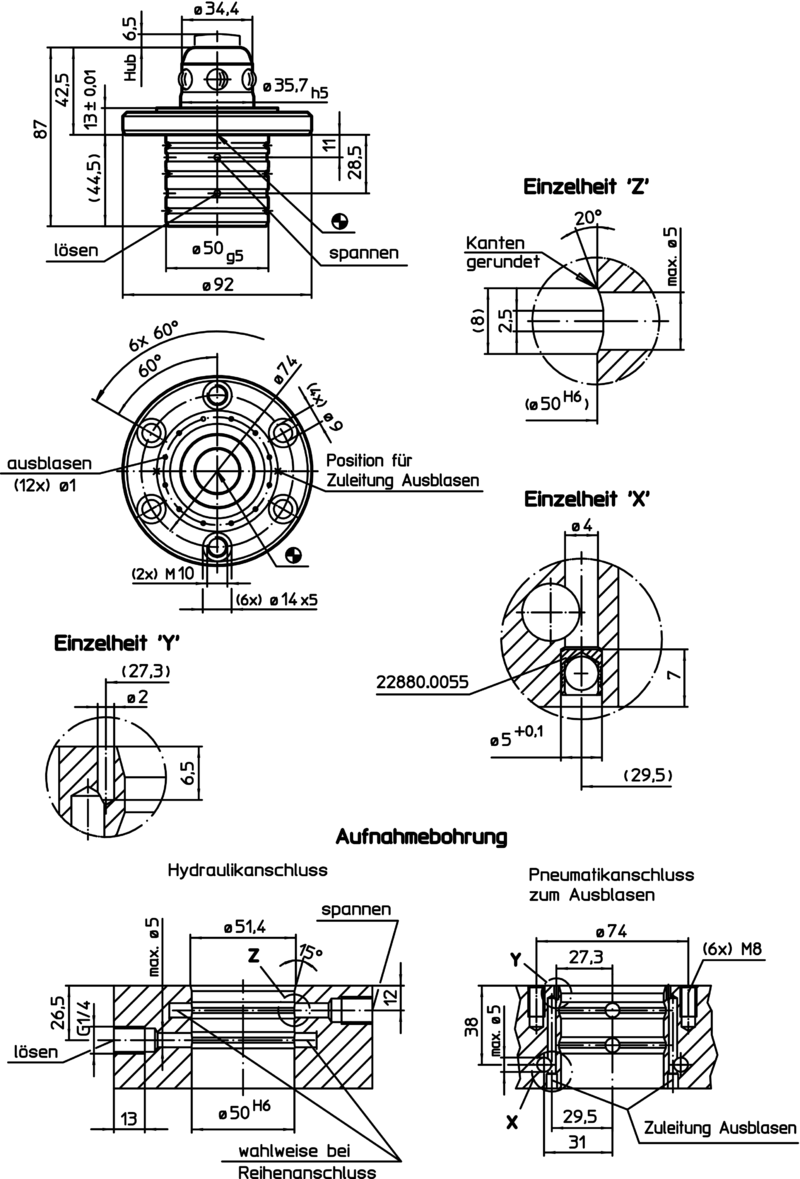 ø34,4
6,5
Hub
42,5
13± 0,01
87
(44,5)
ø35,7 h5
11
28,5
lösen
ø50 g5
spannen
ø92
Einzelheit 'Z'
20°
Kanten
gerundet
max. ø5
(8)
2,5
(ø50 H6)
6x 60°
60°
ø74
(4x)
ø9
ausblasen
(12x) ø1
Position für
Zuleitung Ausblasen
(2x) M10
(6x) ø14x5
Einzelheit 'X'
ø4
22880.0055
7
ø5 +0,1
(29,5)
Einzelheit 'Y'
(27,3)
ø2
6,5
Aufnahmebohrung
Hydraulikanschluss
spannen
ø51,4
max. ø5
Z
15°
26,5
G1/4
12
lösen
13
ø50 H6
wahlweise bei
Reihenanschluss
Pneumatikanschluss
zum Ausblasen
ø74
(6x) M8
Y
27,3
38
max. ø5
X
29,5
31
Zuleitung Ausblasen